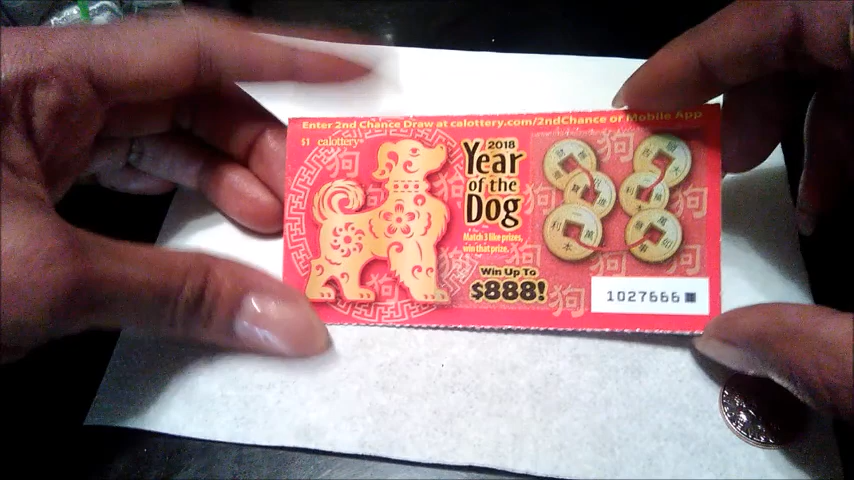 Enter 2nd Chance Draw at calottery.com/2ndChance or Mobile App
$1 calottery
2018
Year
of the
Dog
Match 3 like prizes,
win that prize.
Win Up To
$888!
1027666
狗